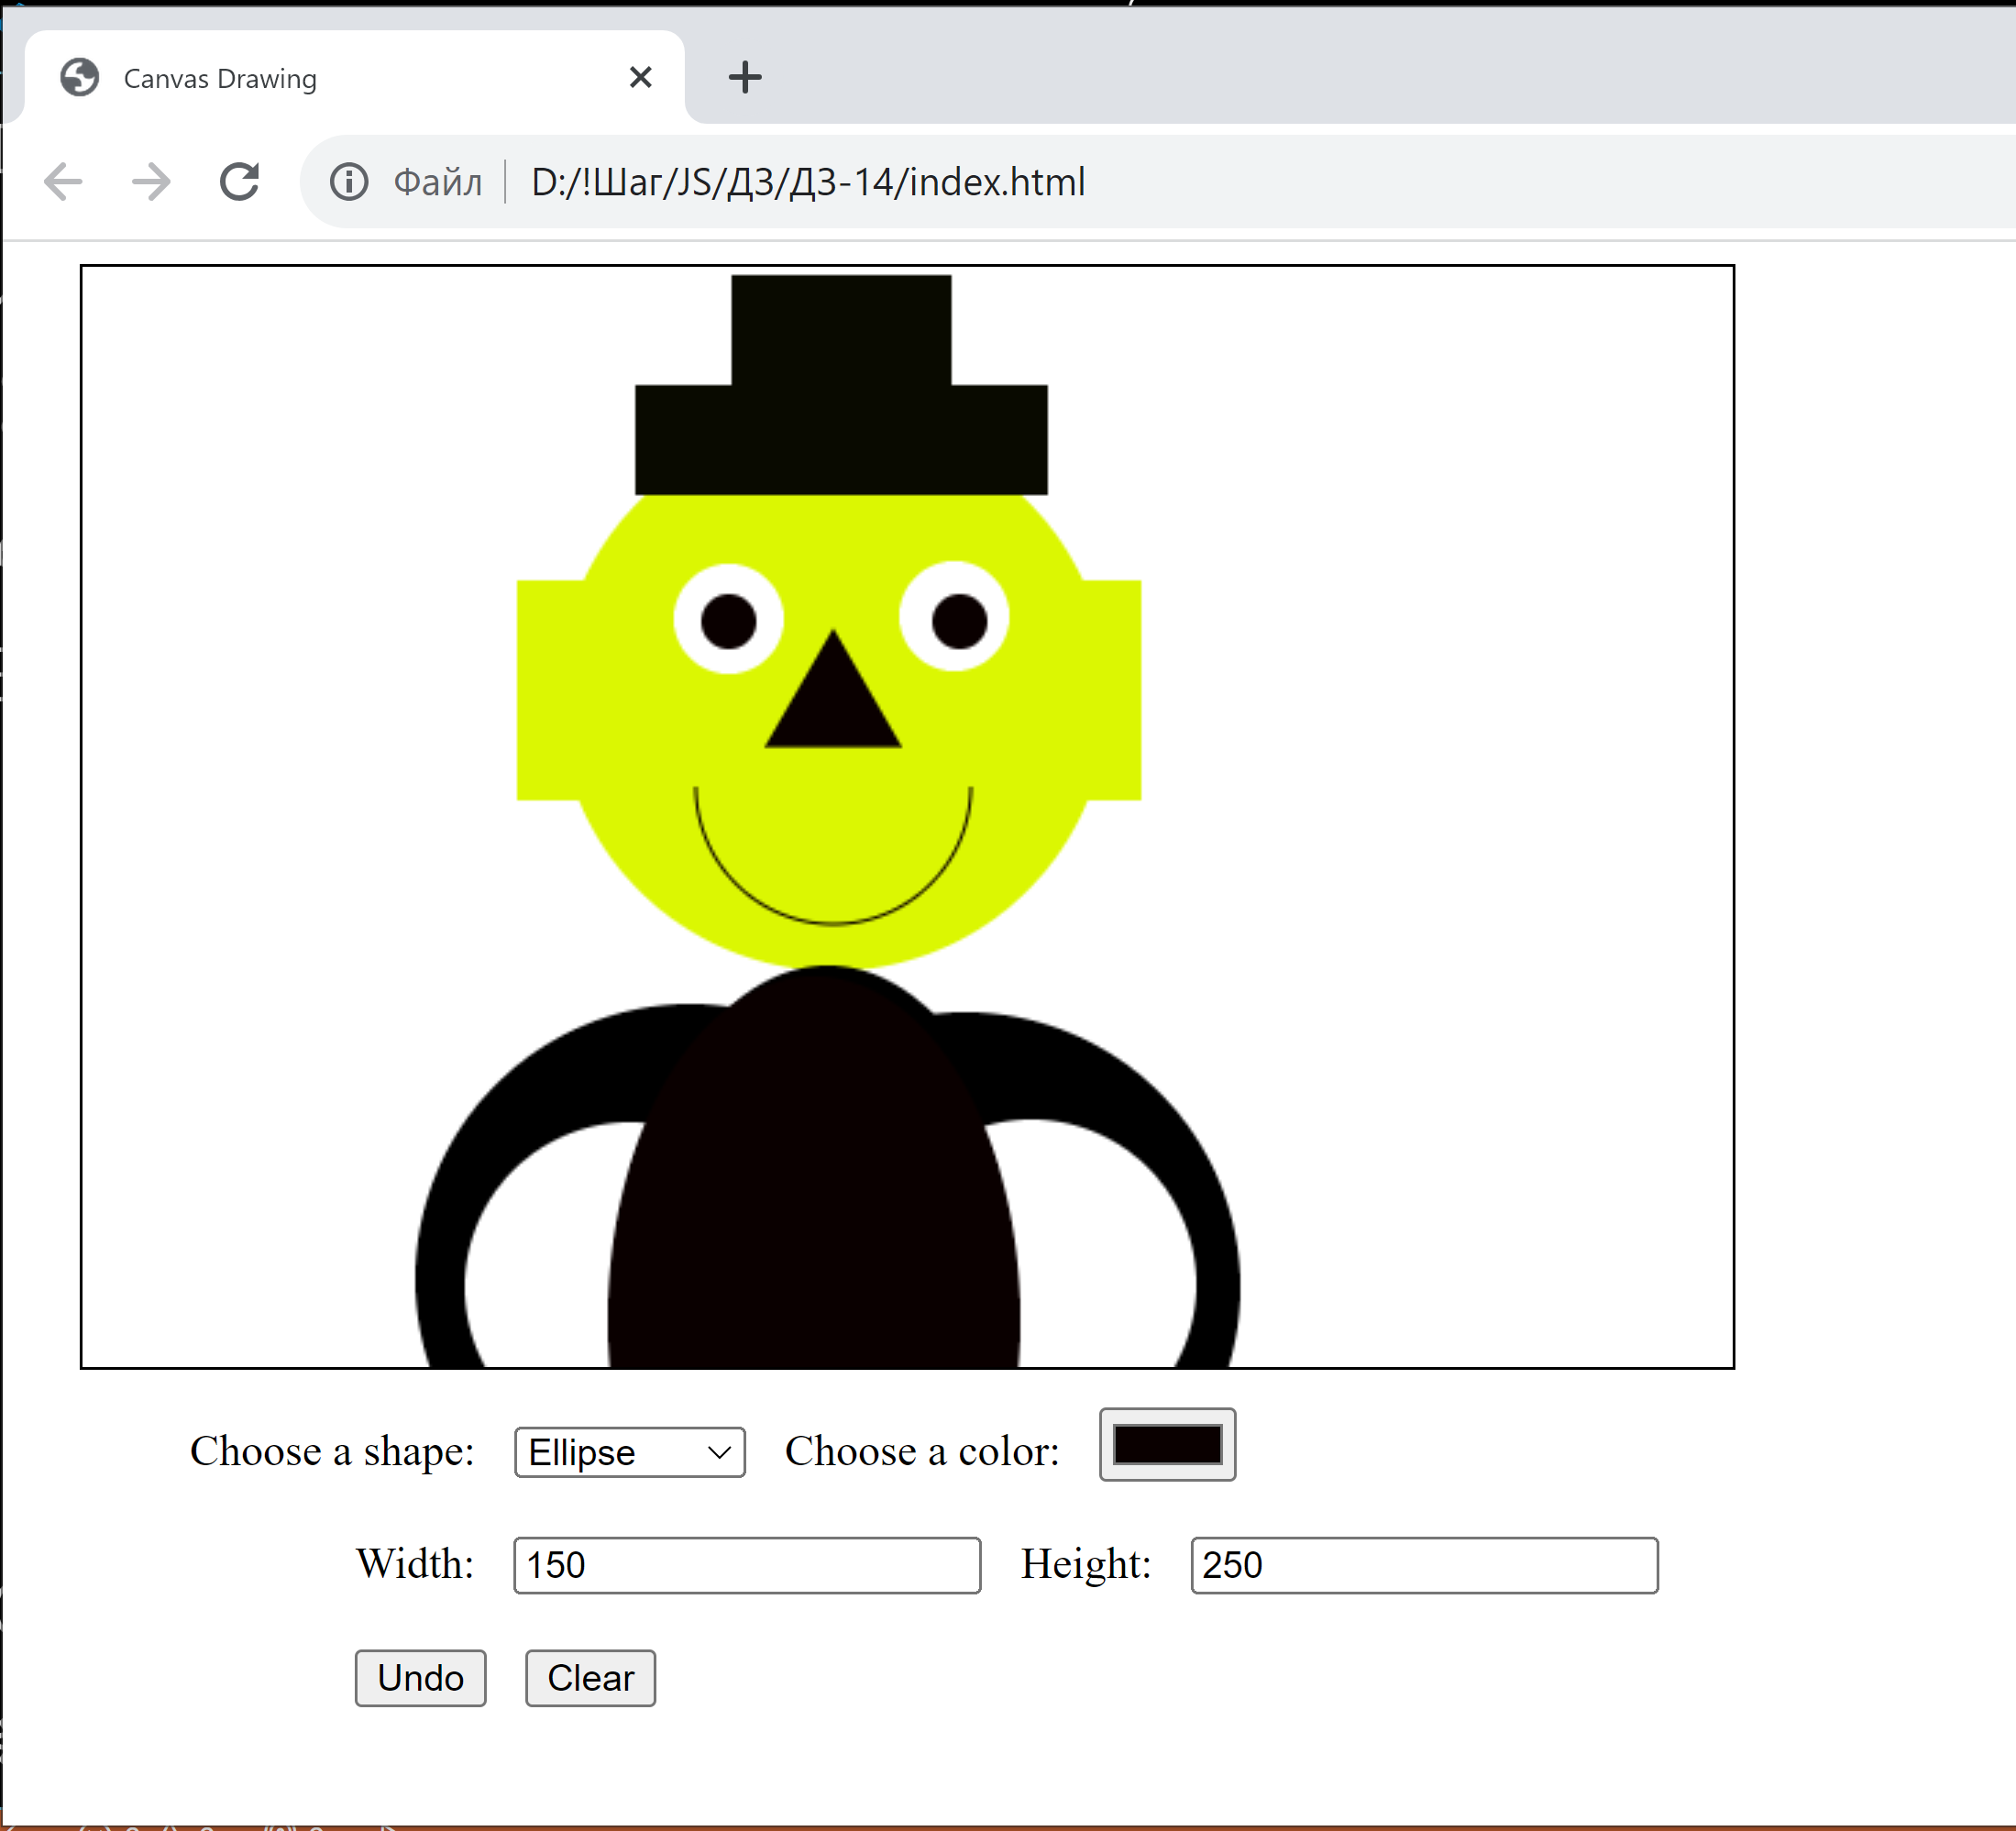 Canvas Drawing
Файл D:/!Шаг/JS/ДЗ/ДЗ-14/index.html
Choose a shape: Ellipse Choose a color:
Width: 150 Height: 250
Undo Clear